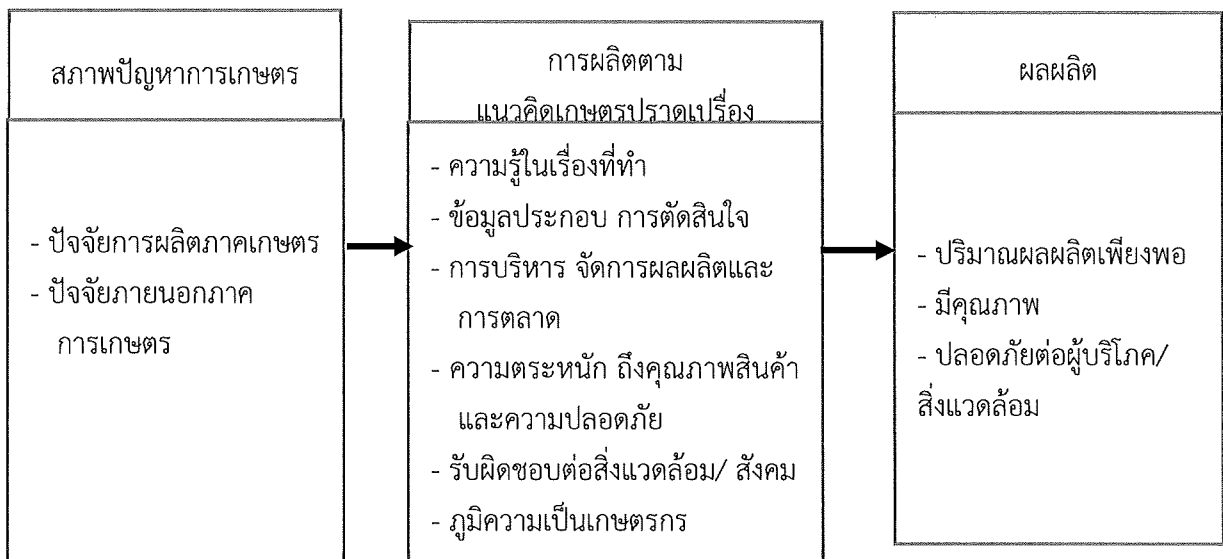 สภาพปัญหาการเกษตร
- ปัจจัยการผลิตภาคเกษตร
- ปัจจัยภายนอกภาค
การเกษตร
การผลิตตาม
แนวคิดเกษตรปราดเปรื่อง
- ความรู้ในเรื่องที่ทำ
- ข้อมูลประกอบ การตัดสินใจ
- การบริหาร จัดการผลผลิตและ
การตลาด
- ความตระหนัก ถึงคุณภาพสินค้า
และความปลอดภัย
- รับผิดชอบต่อสิ่งแวดล้อม/ สังคม
- ภูมิความเป็นเกษตรกร
ผลผลิต
- ปริมาณผลผลิตเพียงพอ
- มีคุณภาพ
- ปลอดภัยต่อผู้บริโภค/
สิ่งแวดล้อม